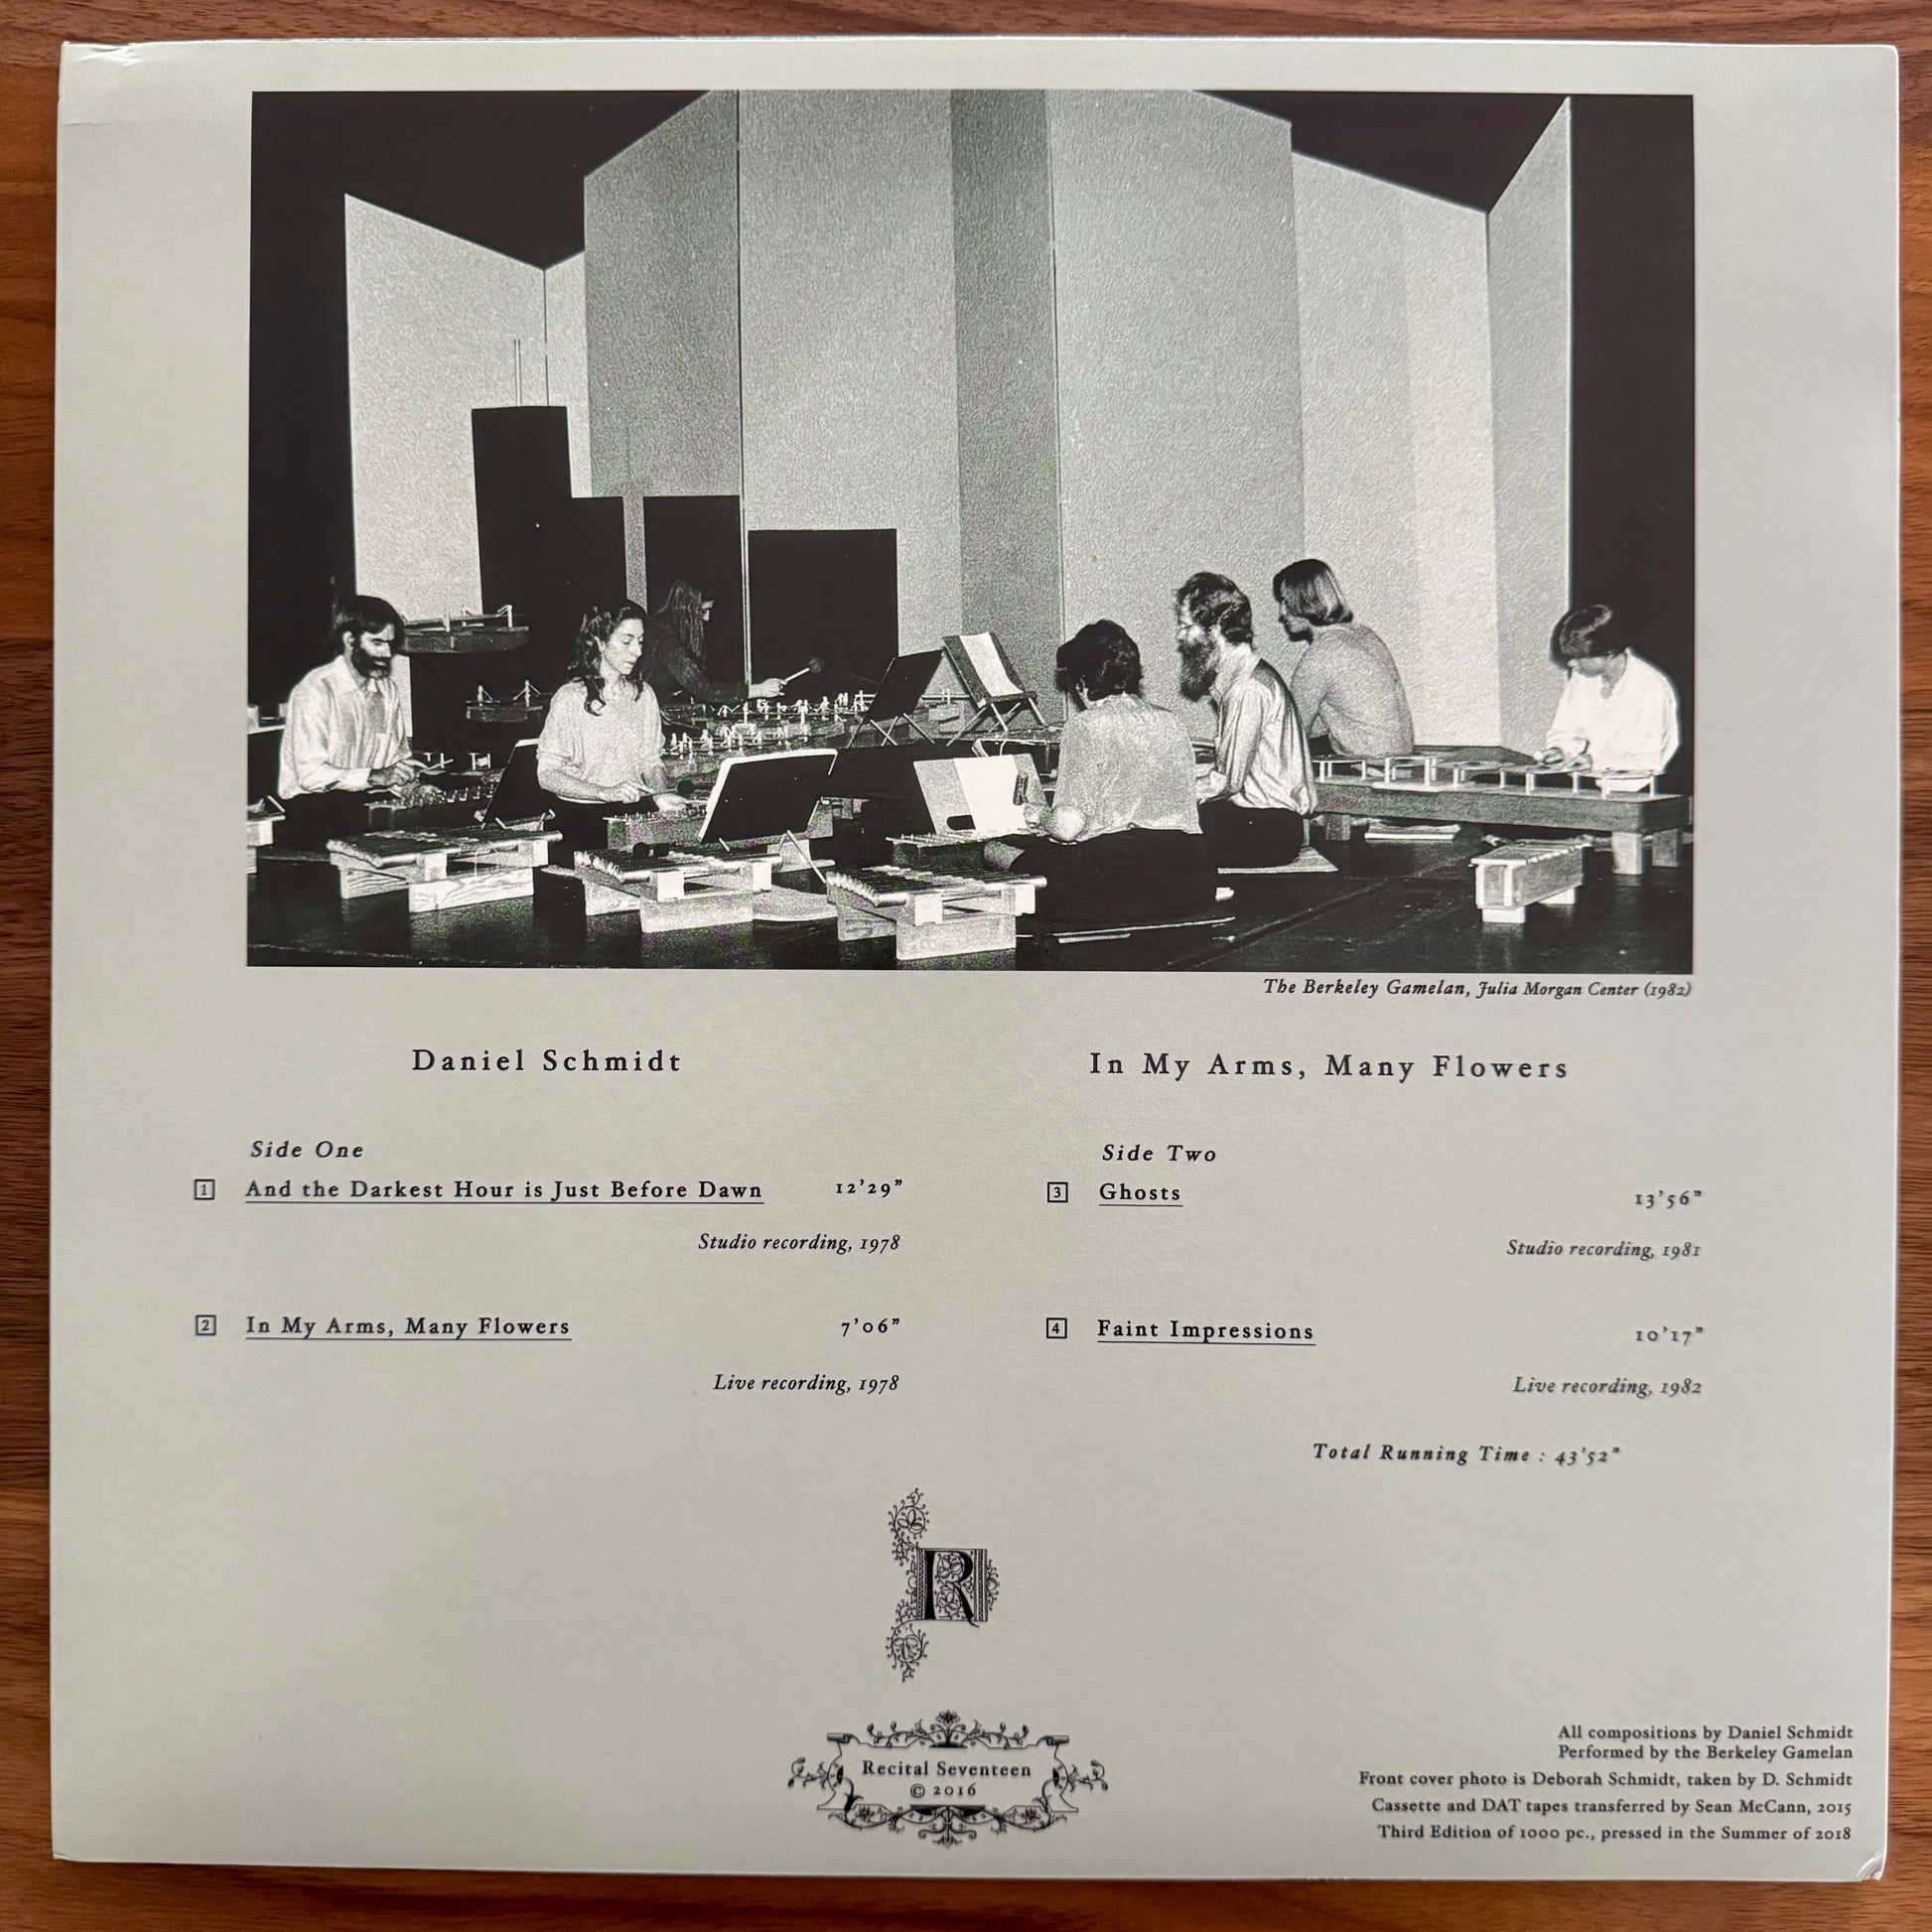 The Berkeley Gamelan, Julia Morgan Center (1982)
Daniel Schmidt
In My Arms, Many Flowers
Side One
1 And the Darkest Hour is Just Before Dawn 12’29”
Studio recording, 1978
2 In My Arms, Many Flowers 7’06”
Live recording, 1978
Side Two
3 Ghosts 13’56”
Studio recording, 1981
4 Faint Impressions 10’17”
Live recording, 1982
Total Running Time : 43’52”
R
Recital Seventeen
© 2016
All compositions by Daniel Schmidt
Performed by the Berkeley Gamelan
Front cover photo is Deborah Schmidt, taken by D. Schmidt
Cassette and DAT tapes transferred by Sean McCann, 2015
Third Edition of 1000 pc., pressed in the Summer of 2018